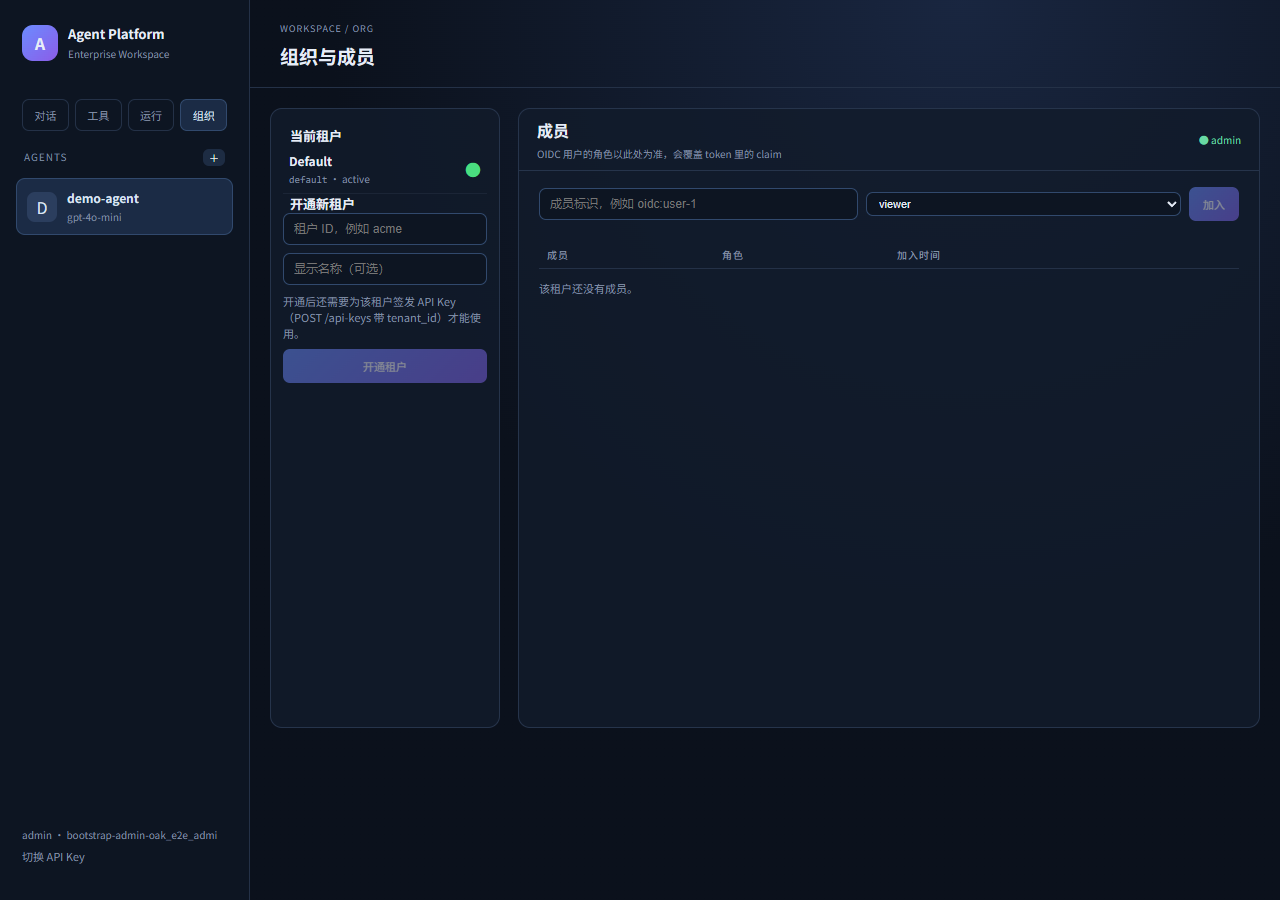 A
Agent Platform
Enterprise Workspace
对话
工具
运行
组织
AGENTS
+
D
demo-agent
gpt-4o-mini
admin · bootstrap-admin-oak_e2e_admi
切换 API Key
WORKSPACE / ORG
组织与成员
当前租户
Default
default · active
开通新租户
租户 ID，例如 acme
显示名称（可选）
开通后还需要为该租户签发 API Key
（POST /api-keys 带 tenant_id）才能使
用。
开通租户
成员
OIDC 用户的角色以此处为准，会覆盖 token 里的 claim
admin
成员标识，例如 oidc:user-1
viewer
加入
成员
角色
加入时间
该租户还没有成员。